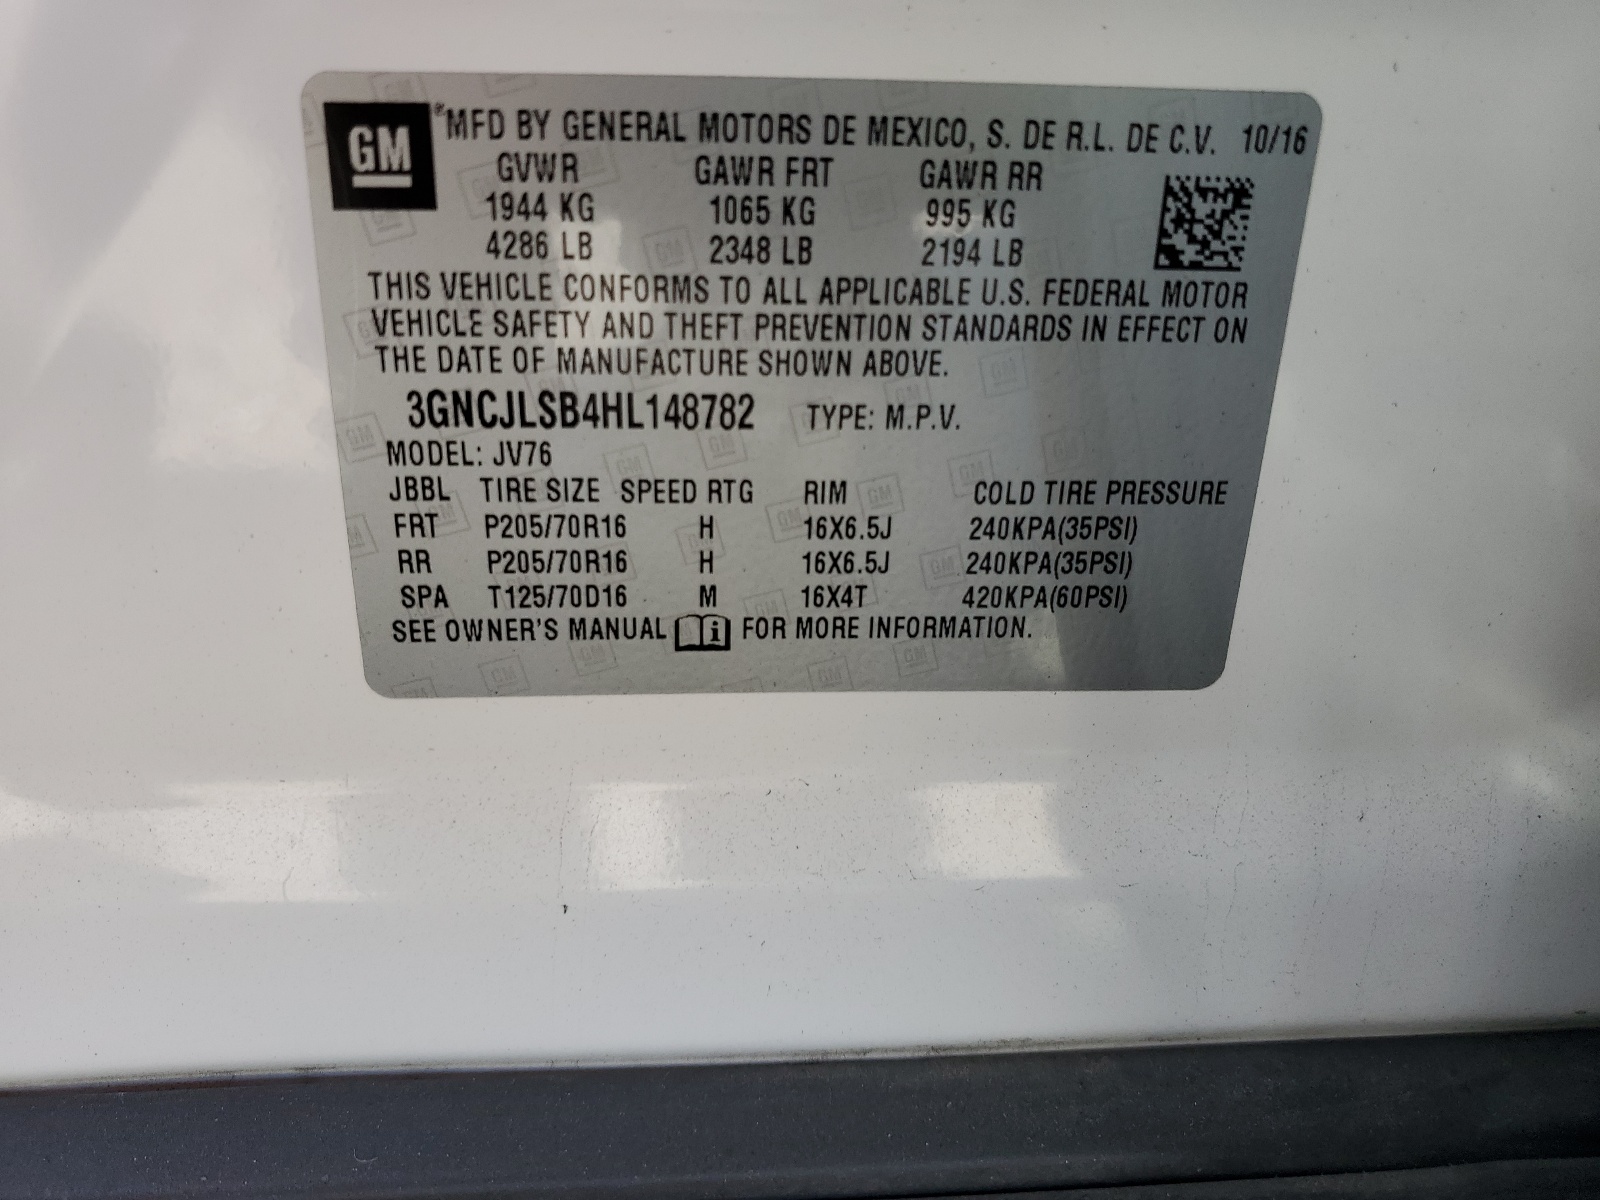 GM *MFD BY GENERAL MOTORS DE MEXICO, S. DE R.L. DE C.V. 10/16
GVWR GAWR FRT GAWR RR
1944 KG 1065 KG 995 KG
4286 LB 2348 LB 2194 LB
THIS VEHICLE CONFORMS TO ALL APPLICABLE U.S. FEDERAL MOTOR
VEHICLE SAFETY AND THEFT PREVENTION STANDARDS IN EFFECT ON
THE DATE OF MANUFACTURE SHOWN ABOVE.
3GNCJLSB4HL148782 TYPE: M.P.V.
MODEL: JV76
JBBL TIRE SIZE SPEED RTG RIM COLD TIRE PRESSURE
FRT P205/70R16 H 16X6.5J 240KPA(35PSI)
RR P205/70R16 H 16X6.5J 240KPA(35PSI)
SPA T125/70D16 M 16X4T 420KPA(60PSI)
SEE OWNER'S MANUAL i FOR MORE INFORMATION.